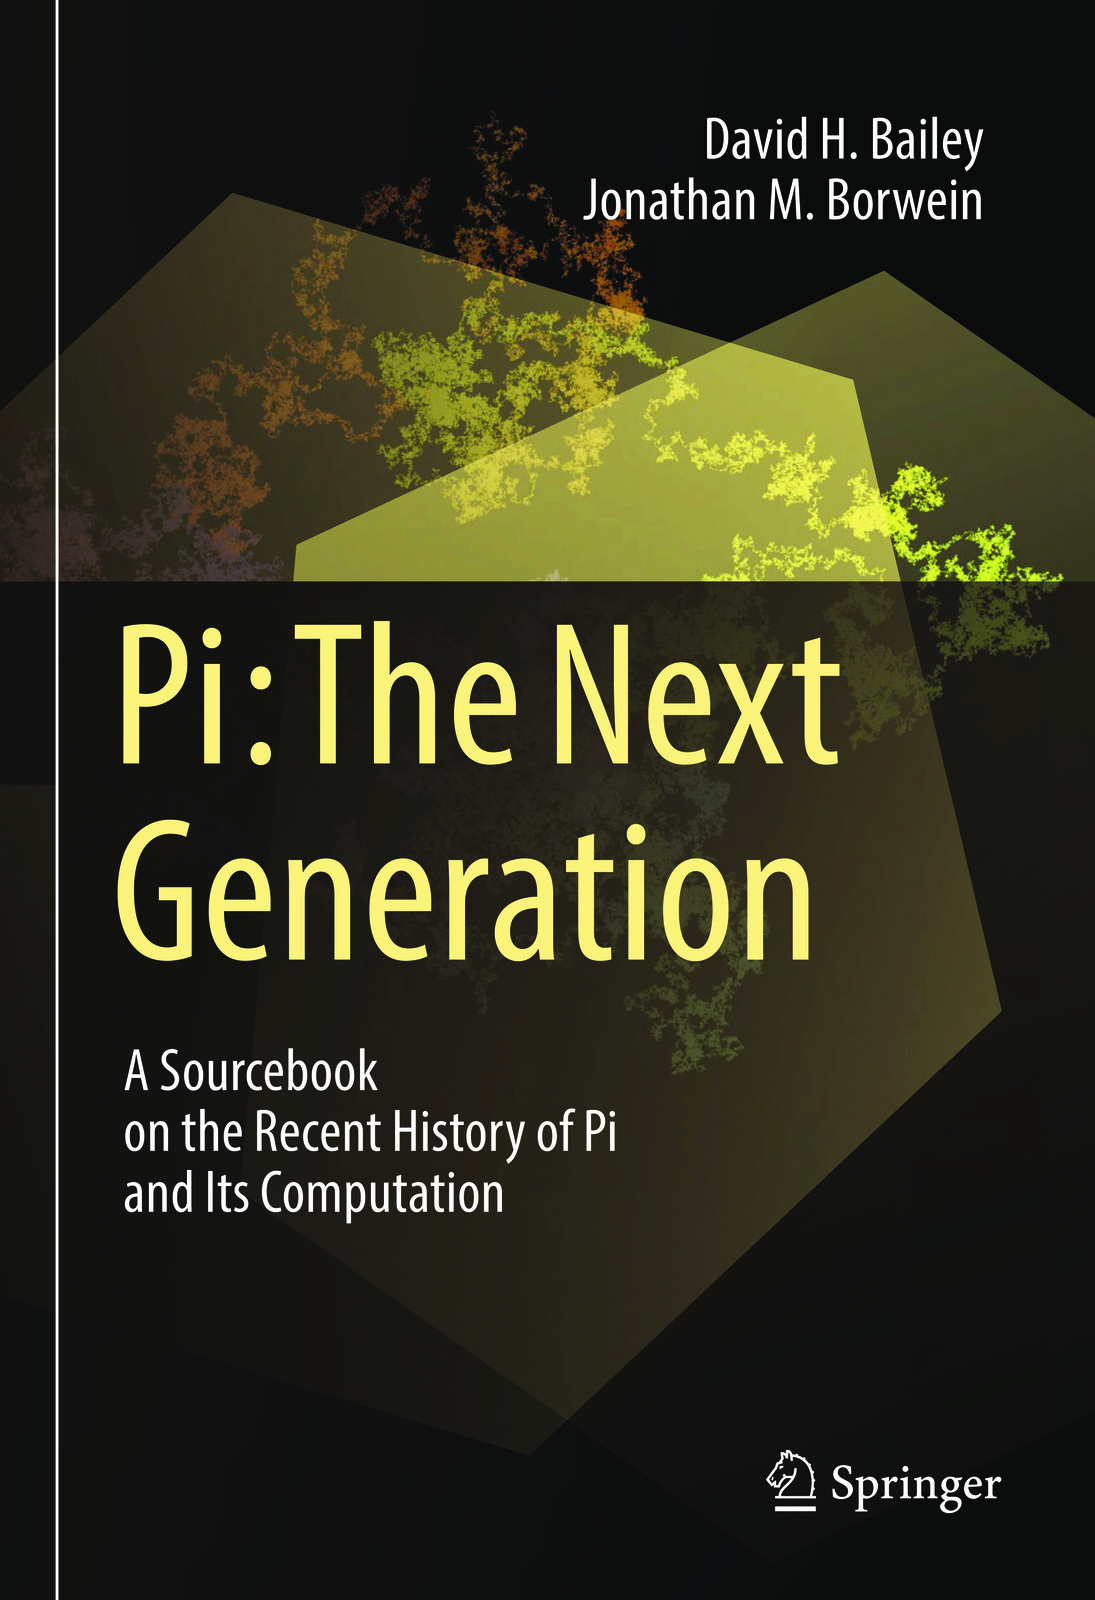 David H. Bailey
Jonathan M. Borwein
Pi: The Next
Generation
A Sourcebook
on the Recent History of Pi
and Its Computation
Springer